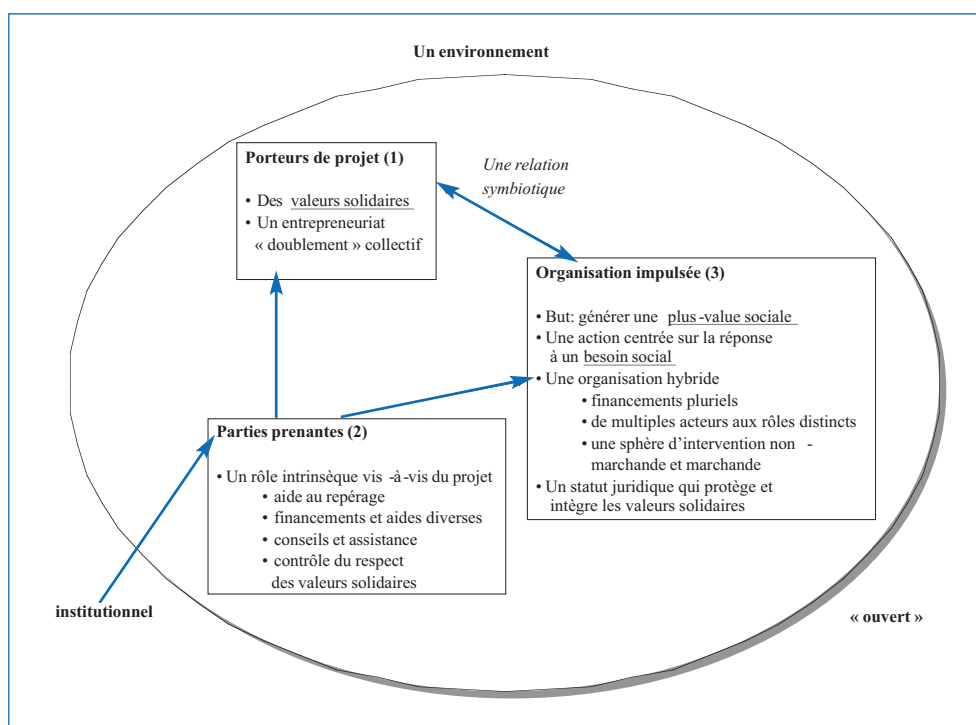 Un environnement
Porteurs de projet (1)
• Des valeurs solidaires
• Un entrepreneuriat
« doublement » collectif
Une relation
symbiotique
Organisation impulsée (3)
• But: générer une plus-value sociale
• Une action centrée sur la réponse
à un besoin social
• Une organisation hybride
• financements pluriels
• de multiples acteurs aux rôles distincts
• une sphère d’intervention non -
marchande et marchande
• Un statut juridique qui protège et
intègre les valeurs solidaires
Parties prenantes (2)
• Un rôle intrinsèque vis -à-vis du projet
• aide au repérage
• financements et aides diverses
• conseils et assistance
• contrôle du respect
des valeurs solidaires
institutionnel
« ouvert »